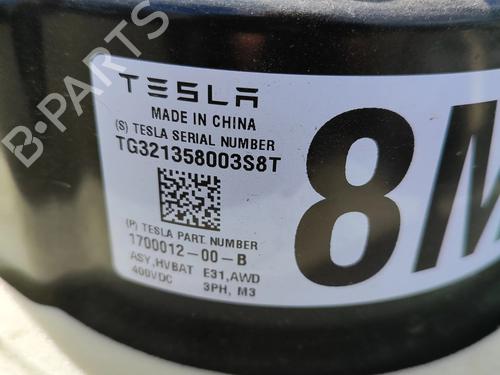 TESLA
MADE IN CHINA
(S) TESLA SERIAL NUMBER
TG321358003S8T
(P) TESLA PART. NUMBER
1700012-00-B
ASY,HVBAT E31,AWD
400VDC 3PH, M3
8M
B-PARTS